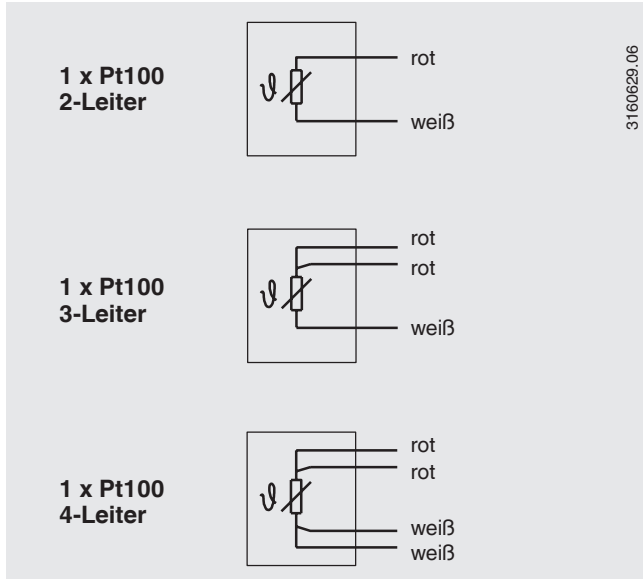 1 x Pt100
2-Leiter
rot
weiß
3160629.06
1 x Pt100
3-Leiter
ϑ
rot
rot
weiß
ϑ
1 x Pt100
4-Leiter
ϑ
rot
rot
weiß
weiß